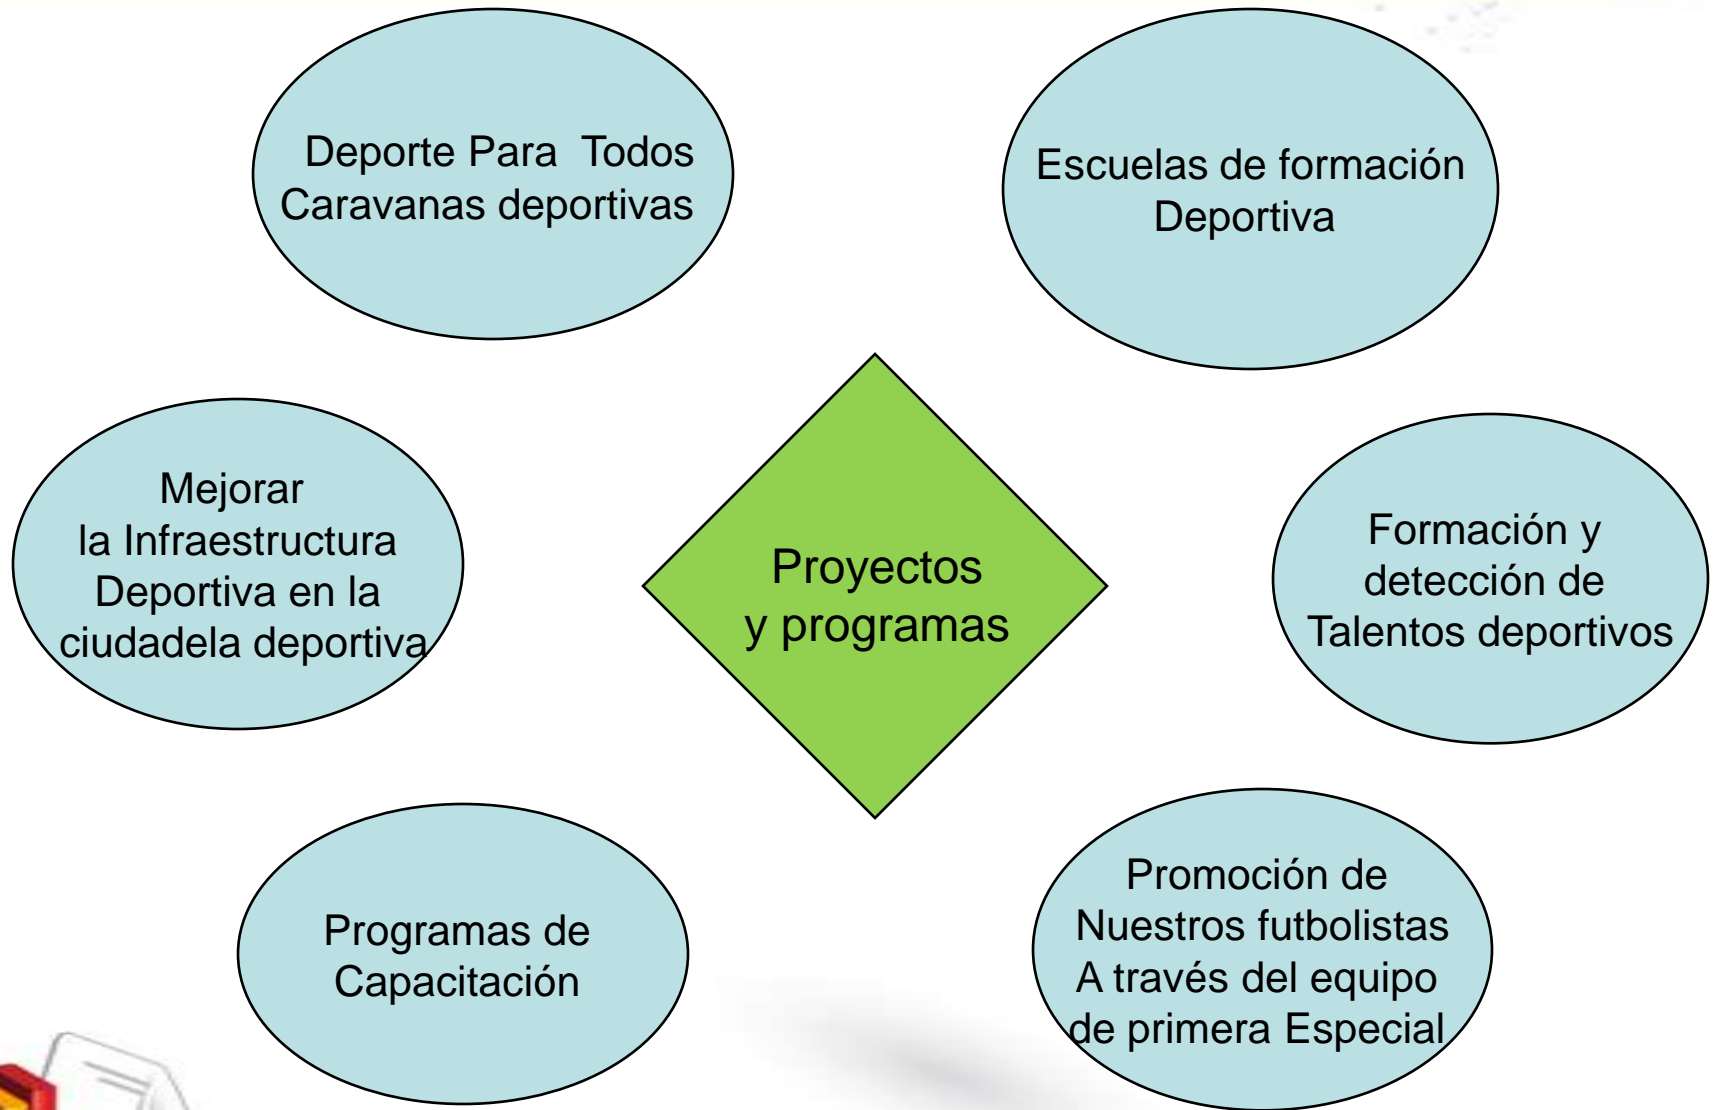 Deporte Para Todos
Caravanas deportivas
Escuelas de formación
Deportiva
Mejorar
la Infraestructura
Deportiva en la
ciudadela deportiva
Proyectos
y programas
Formación y
detección de
Talentos deportivos
Programas de
Capacitación
Promoción de
Nuestros futbolistas
A través del equipo
de primera Especial